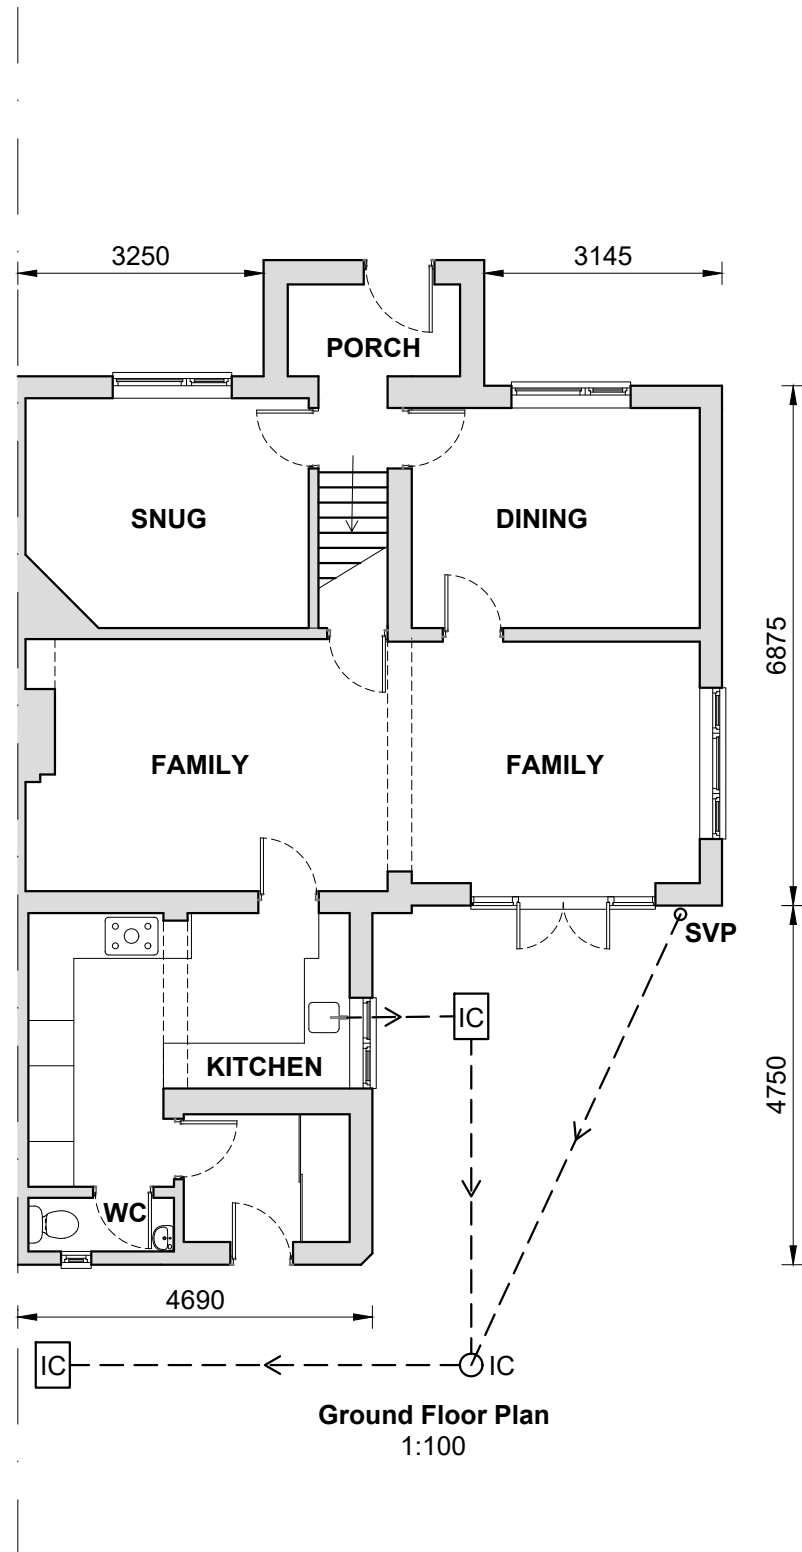 3250
3145
PORCH
SNUG
DINING
6875
FAMILY
FAMILY
SVP
IC
KITCHEN
4750
WC
4690
IC
IC
Ground Floor Plan
1:100